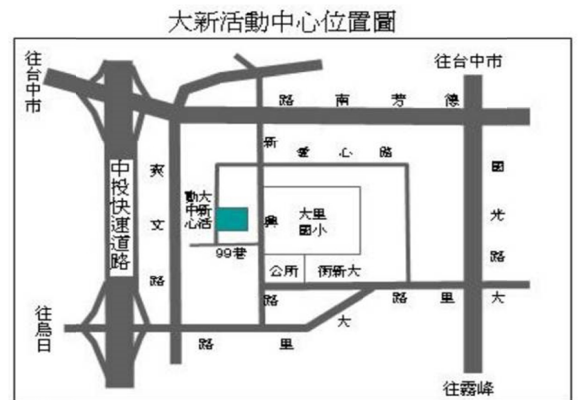 大新活動中心位置圖
往台中市
往台中市
德芳南路
新興路
愛心路
國光路
中投快速道路
爽文路
大新活
動中心
大里
國小
99巷
公所
大新街
大里路
大里路
往烏日
往霧峰